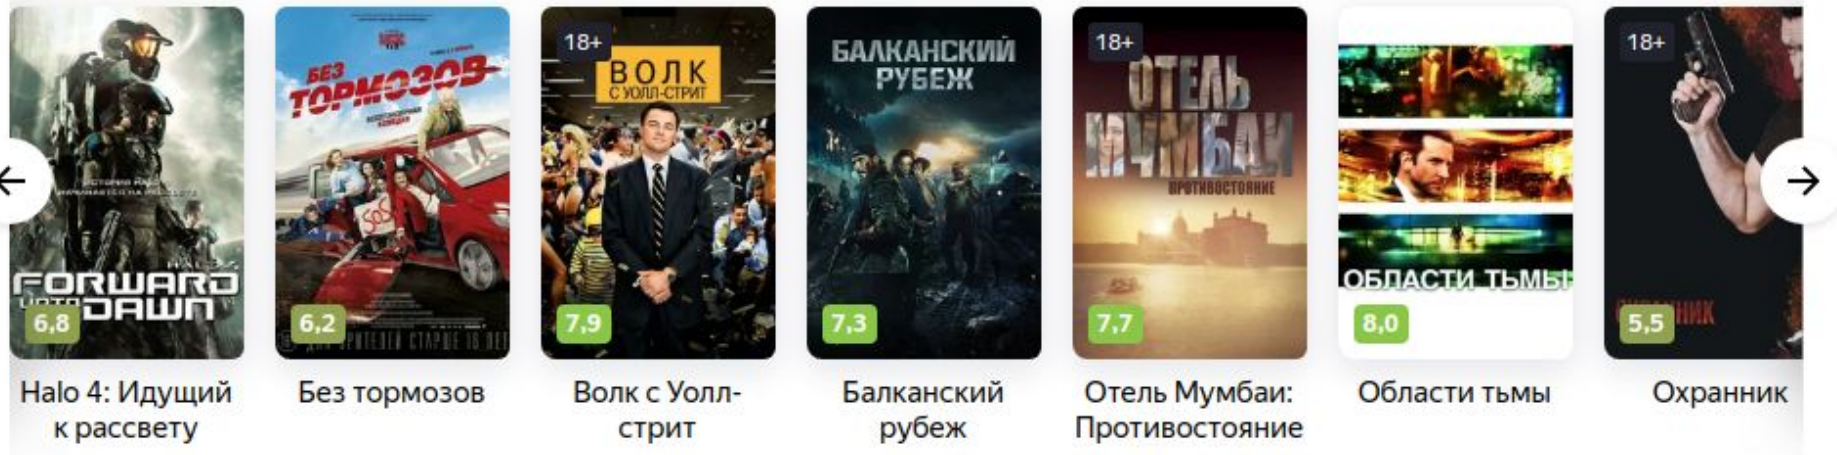 FORWARD
UNTO DAWN
6,8
Halo 4: Идущий
к рассвету
БЕЗ
ТОРМОЗОВ
SOS
6,2
Без тормозов
18+
ВОЛК
С УОЛЛ-СТРИТ
7,9
Волк с Уолл-
стрит
БАЛКАНСКИЙ
РУБЕЖ
7,3
Балканский
рубеж
18+
ОТЕЛЬ
МУМБАИ
ПРОТИВОСТОЯНИЕ
7,7
Отель Мумбаи:
Противостояние
ОБЛАСТИ ТЬМЫ
8,0
Области тьмы
18+
5,5
Охранник